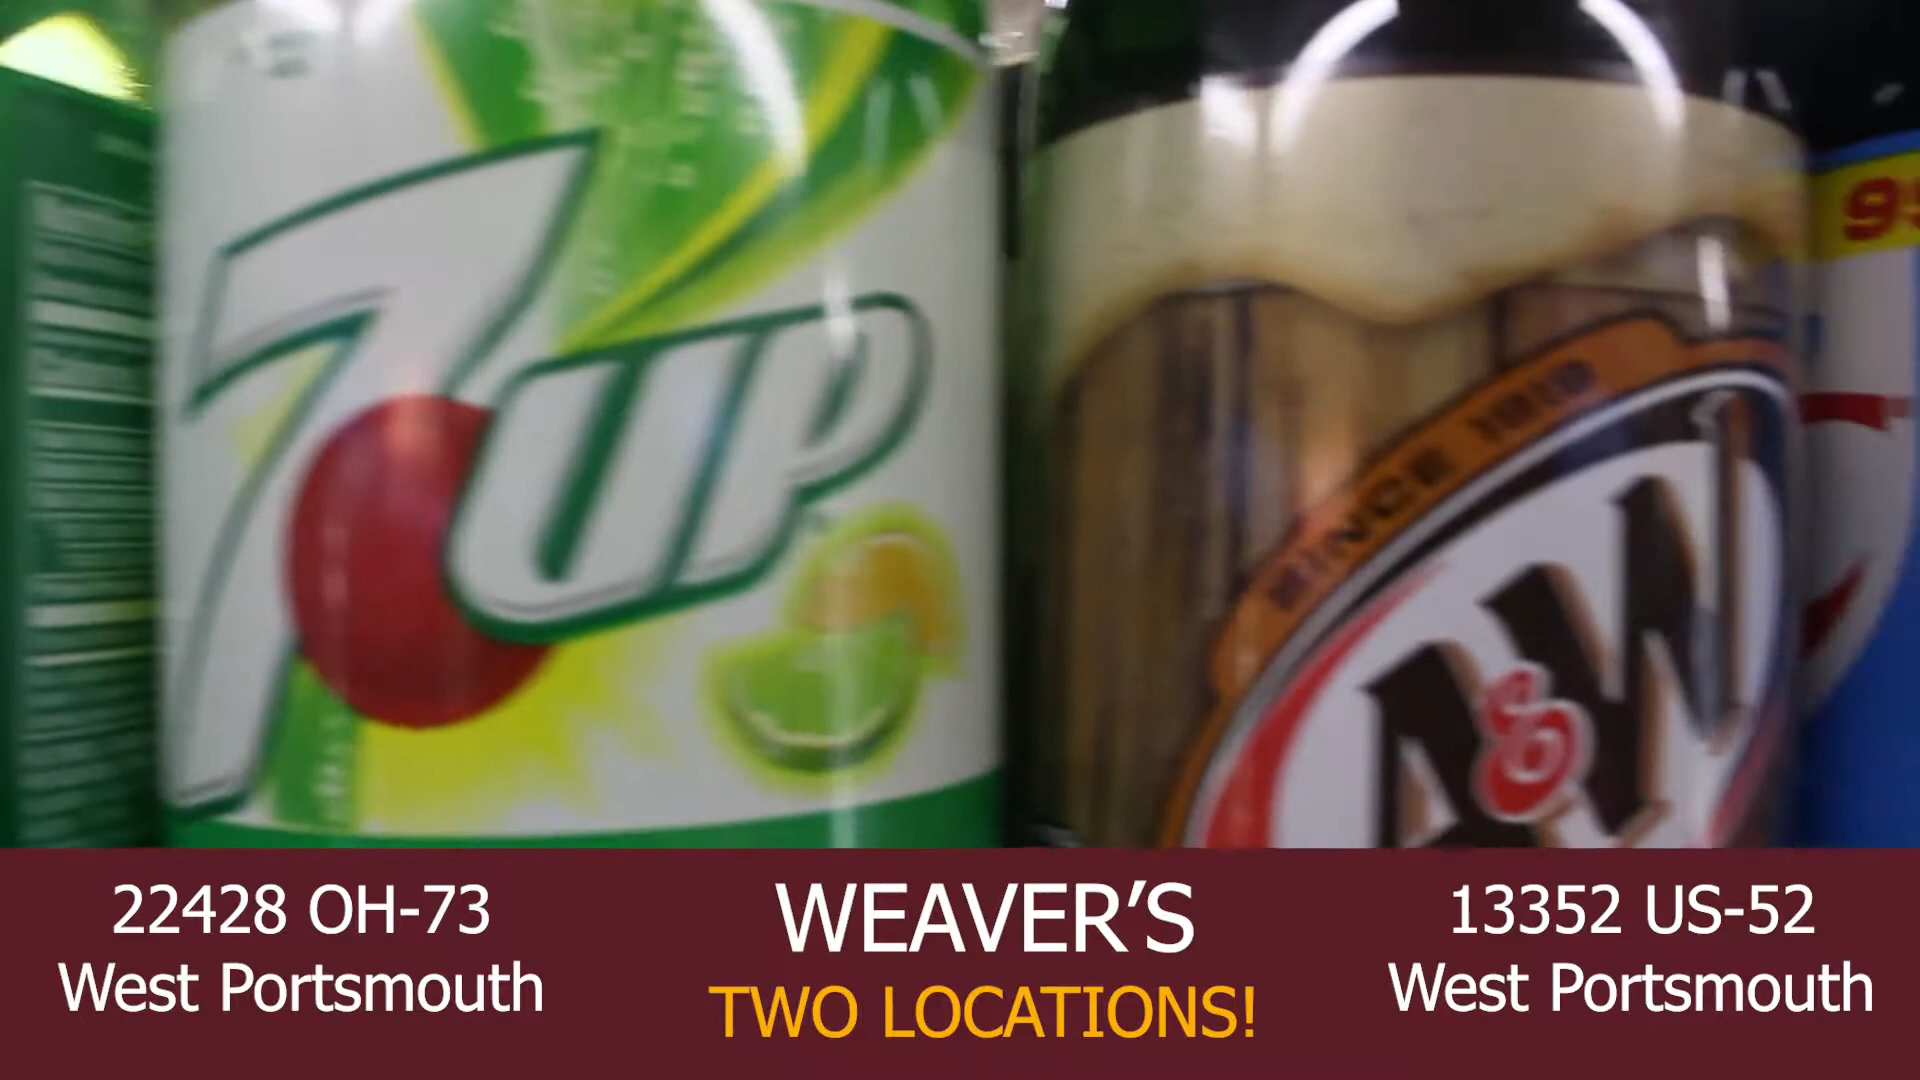 7UP
SINCE 1919
A&W
22428 OH-73
West Portsmouth
WEAVER'S
TWO LOCATIONS!
13352 US-52
West Portsmouth